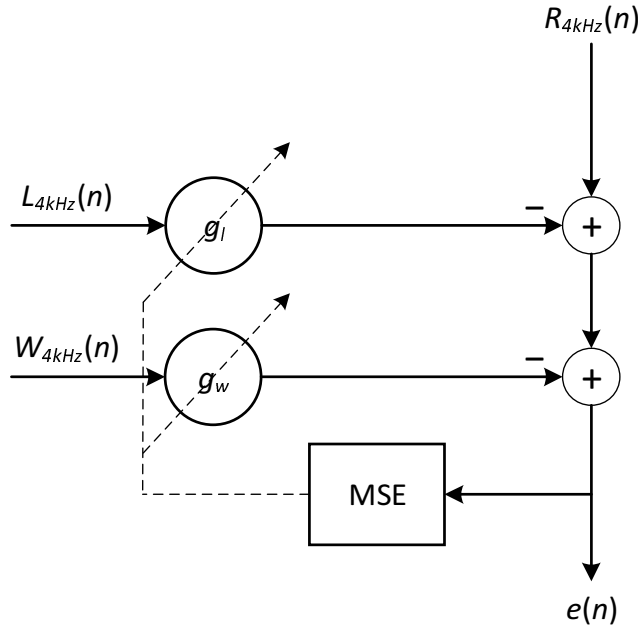 R4kHz(n)
L4kHz(n)
gl
−
+
W4kHz(n)
gw
−
+
MSE
e(n)